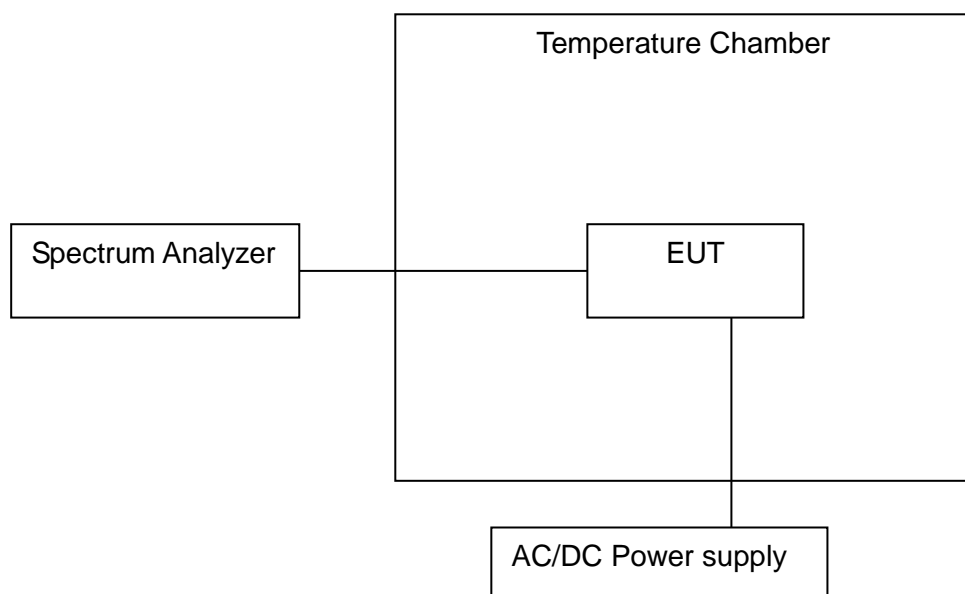 Temperature Chamber
Spectrum Analyzer
EUT
AC/DC Power supply